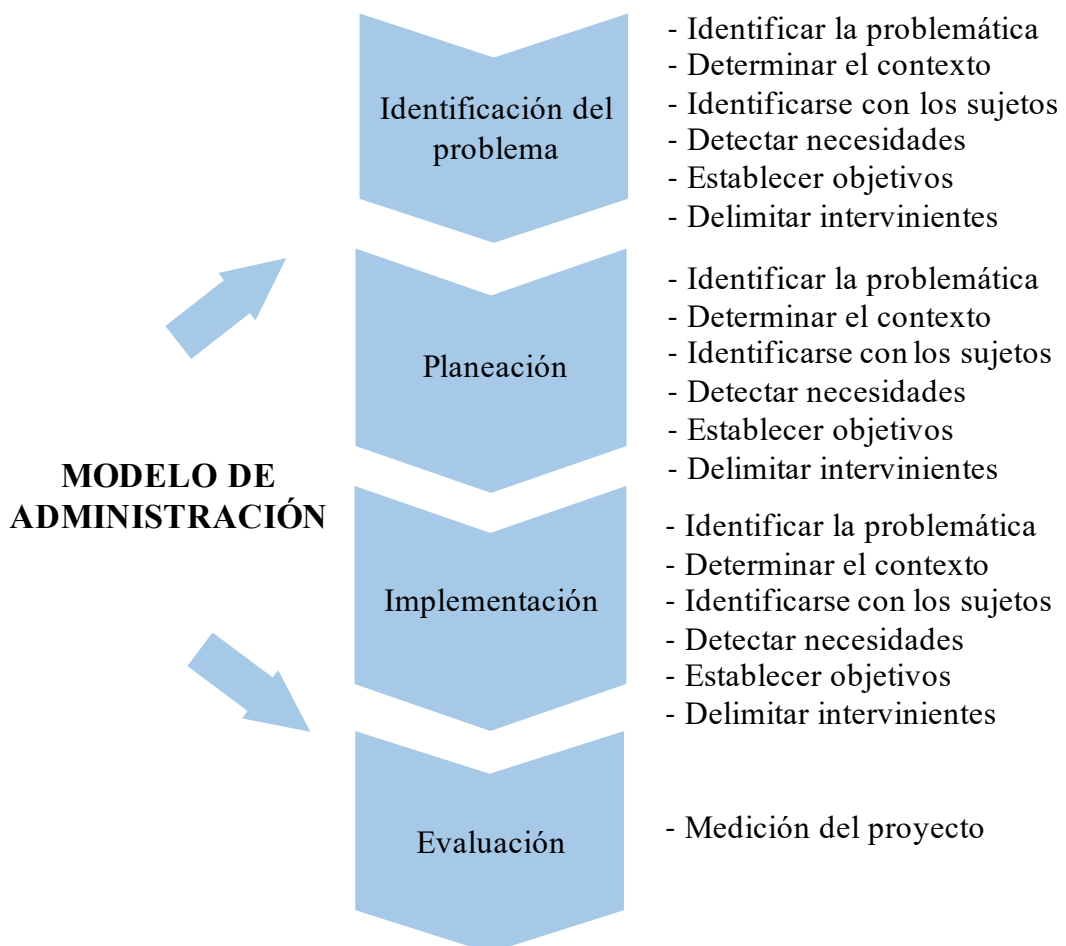 - Identificar la problemática
- Determinar el contexto
- Identificarse con los sujetos
- Detectar necesidades
- Establecer objetivos
- Delimitar intervinientes
Identificación del
problema
- Identificar la problemática
- Determinar el contexto
- Identificarse con los sujetos
- Detectar necesidades
- Establecer objetivos
- Delimitar intervinientes
Planeación
MODELO DE
ADMINISTRACIÓN
- Identificar la problemática
- Determinar el contexto
- Identificarse con los sujetos
- Detectar necesidades
- Establecer objetivos
- Delimitar intervinientes
Implementación
Evaluación
- Medición del proyecto